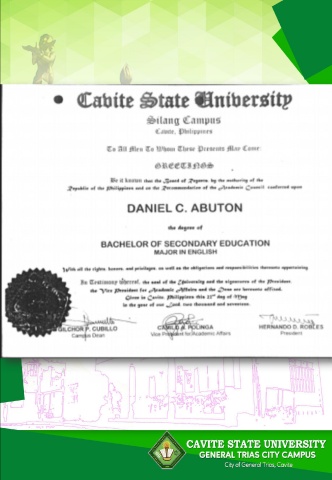 Cavite State University
Silang Campus
Cavite, Philippines
To All Men To Whom These Presents May Come:
GREETINGS
Be it known that the Board of Regents, by the authority of the
Republic of the Philippines and on the Recommendation of the Academic Council, confers upon
DANIEL C. ABUTON
the degree of
BACHELOR OF SECONDARY EDUCATION
MAJOR IN ENGLISH
With all the rights, honors, and privileges, as well as the obligations and responsibilities thereunto appertaining.
In Testimony Whereof, the seal of the University and the signatures of the President,
the Vice President for Academic Affairs and the Dean are hereunto affixed.
Given in Cavite, Philippines this day of May
in the year of our Lord, two thousand and seventeen.
GILCHOR P. CUBILLO
Campus Dean
CAMILO A. POLINGA
Vice President for Academic Affairs
HERNANDO D. ROBLES
President
CAVITE STATE UNIVERSITY
GENERAL TRIAS CITY CAMPUS
City of General Trias, Cavite